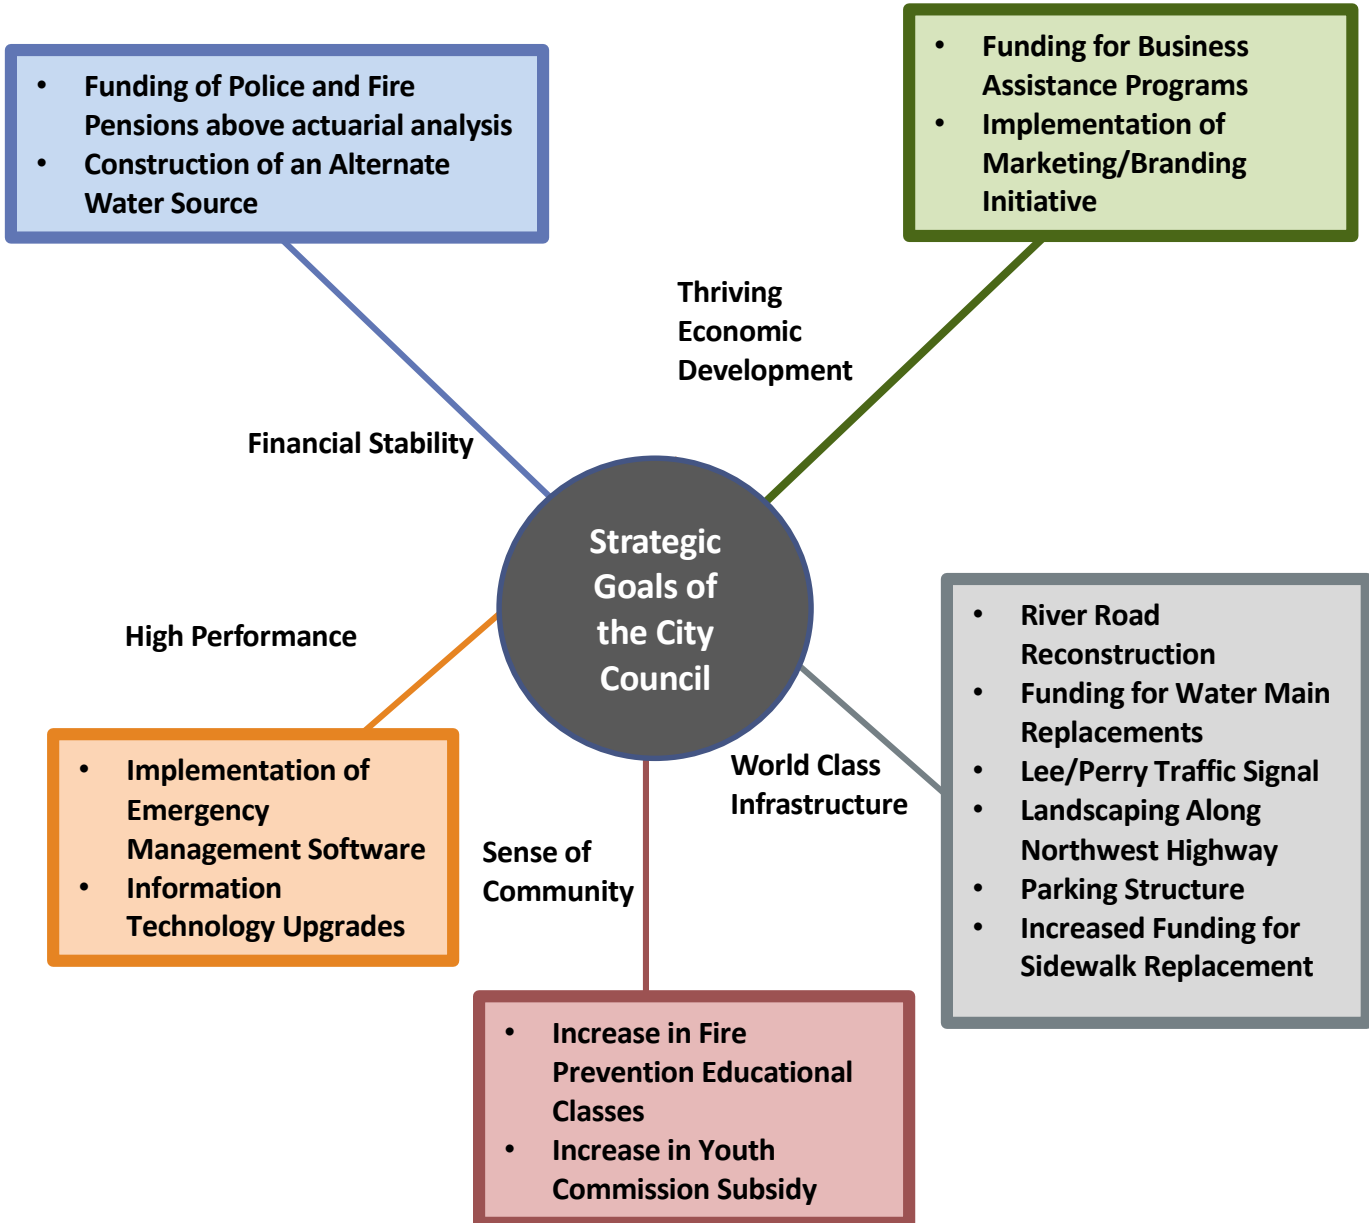 • Funding of Police and Fire
Pensions above actuarial analysis
• Construction of an Alternate
Water Source
• Funding for Business
Assistance Programs
• Implementation of
Marketing/Branding
Initiative
Thriving
Economic
Development
Financial Stability
Strategic
Goals of
the City
Council
High Performance
• River Road
Reconstruction
• Funding for Water Main
Replacements
• Lee/Perry Traffic Signal
• Landscaping Along
Northwest Highway
• Parking Structure
• Increased Funding for
Sidewalk Replacement
World Class
Infrastructure
• Implementation of
Emergency
Management Software
• Information
Technology Upgrades
Sense of
Community
• Increase in Fire
Prevention Educational
Classes
• Increase in Youth
Commission Subsidy